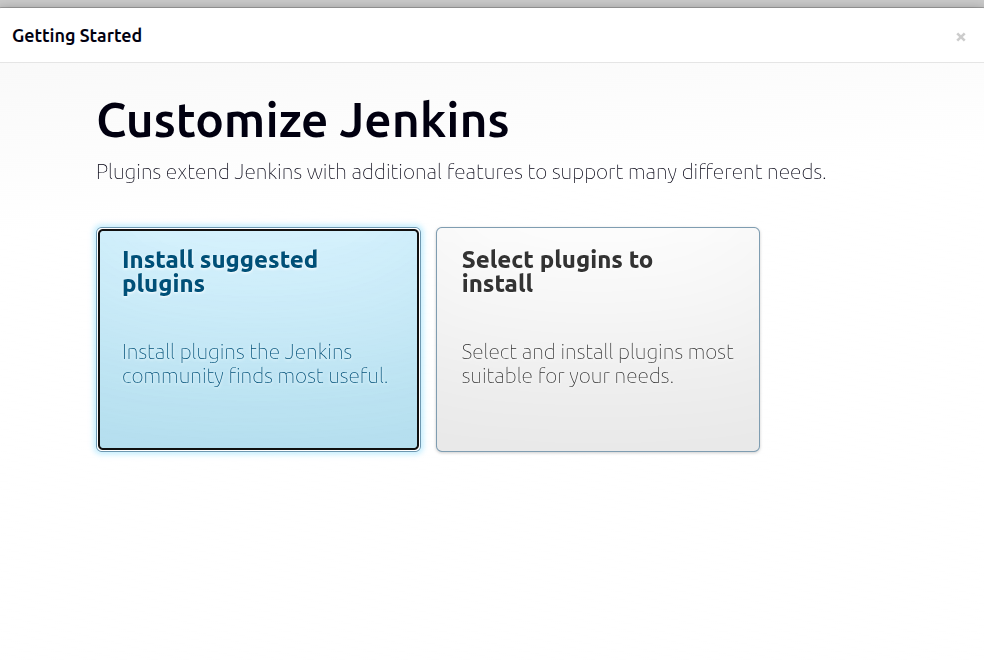 Getting Started
×
Customize Jenkins
Plugins extend Jenkins with additional features to support many different needs.
Install suggested
plugins
Install plugins the Jenkins
community finds most useful.
Select plugins to
install
Select and install plugins most
suitable for your needs.